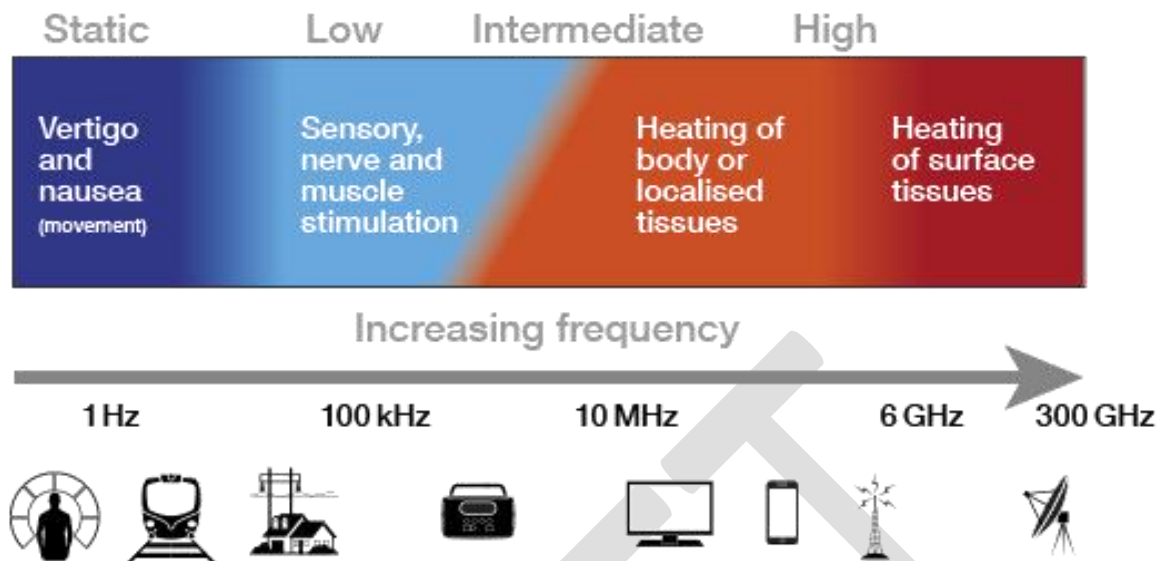 Static Low Intermediate High
Vertigo
and
nausea
(movement)
Sensory,
nerve and
muscle
stimulation
Heating of
body or
localised
tissues
Heating
of surface
tissues
Increasing frequency
1 Hz 100 kHz 10 MHz 6 GHz 300 GHz